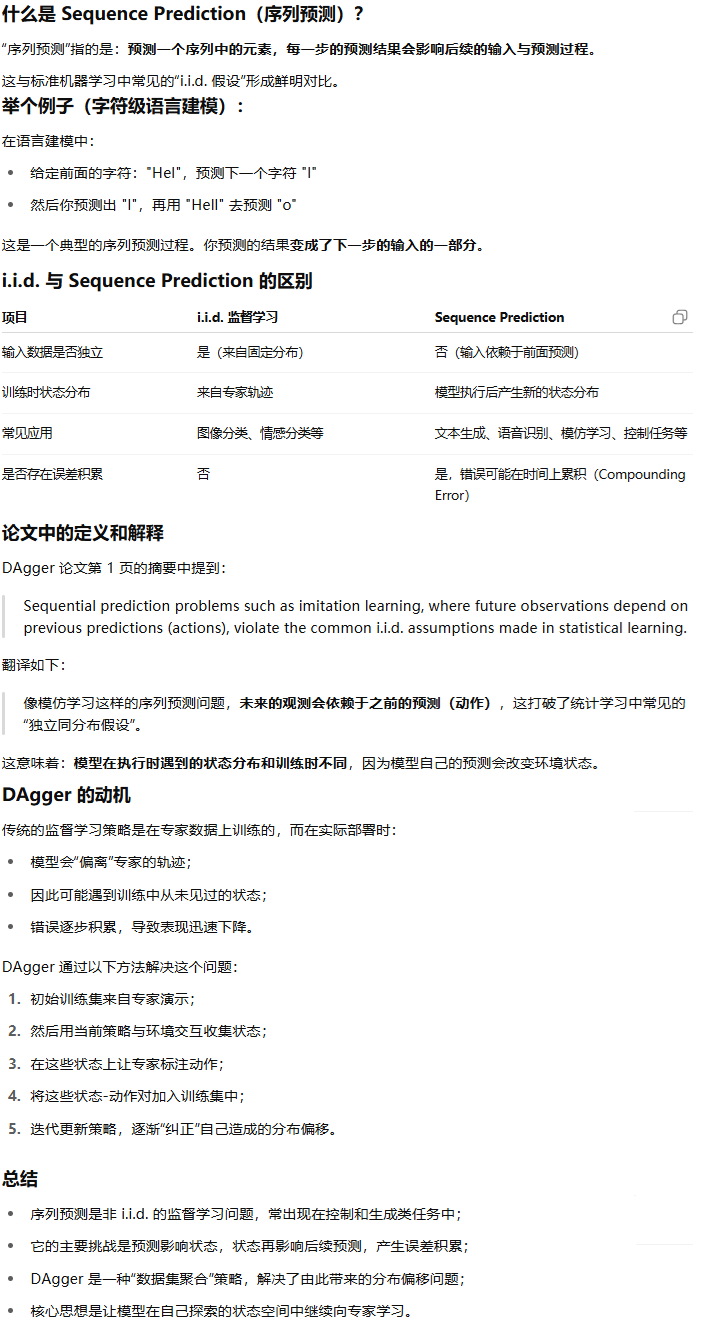 什么是 Sequence Prediction（序列预测）？
“序列预测”指的是：预测一个序列中的元素，每一步的预测结果会影响后续的输入与预测过程。
这与标准机器学习中常见的“i.i.d. 假设”形成鲜明对比。
举个例子（字符级语言建模）：
在语言建模中：
• 给定前面的字符："Hel"，预测下一个字符 "l"
• 然后你预测出 "l"，再用 "Hell" 去预测 "o"
这是一个典型的序列预测过程。你预测的结果变成了下一步的输入的一部分。
i.i.d. 与 Sequence Prediction 的区别
项目 i.i.d. 监督学习 Sequence Prediction
输入数据是否独立 是（来自固定分布） 否（输入依赖于前面预测）
训练时状态分布 来自专家轨迹 模型执行后产生新的状态分布
常见应用 图像分类、情感分类等 文本生成、语音识别、模仿学习、控制任务等
是否存在误差积累 否 是，错误可能在时间上累积（Compounding
Error）
论文中的定义和解释
DAgger 论文第 1 页的摘要中提到：
Sequential prediction problems such as imitation learning, where future observations depend on
previous predictions (actions), violate the common i.i.d. assumptions made in statistical learning.
翻译如下：
像模仿学习这样的序列预测问题，未来的观测会依赖于之前的预测（动作），这打破了统计学习中常见的
“独立同分布假设”。
这意味着：模型在执行时遇到的状态分布和训练时不同，因为模型自己的预测会改变环境状态。
DAgger 的动机
传统的监督学习策略是在专家数据上训练的，而在实际部署时：
• 模型会“偏离”专家的轨迹；
• 因此可能遇到训练中从未见过的状态；
• 错误逐步积累，导致表现迅速下降。
DAgger 通过以下方法解决这个问题：
1. 初始训练集来自专家演示；
2. 然后用当前策略与环境交互收集状态；
3. 在这些状态上让专家标注动作；
4. 将这些状态-动作对加入训练集中；
5. 迭代更新策略，逐渐“纠正”自己造成的分布偏移。
总结
• 序列预测是非 i.i.d. 的监督学习问题，常出现在控制和生成类任务中；
• 它的主要挑战是预测影响状态，状态再影响后续预测，产生误差积累；
• DAgger 是一种“数据集聚合”策略，解决了由此带来的分布偏移问题；
• 核心思想是让模型在自己探索的状态空间中继续向专家学习。